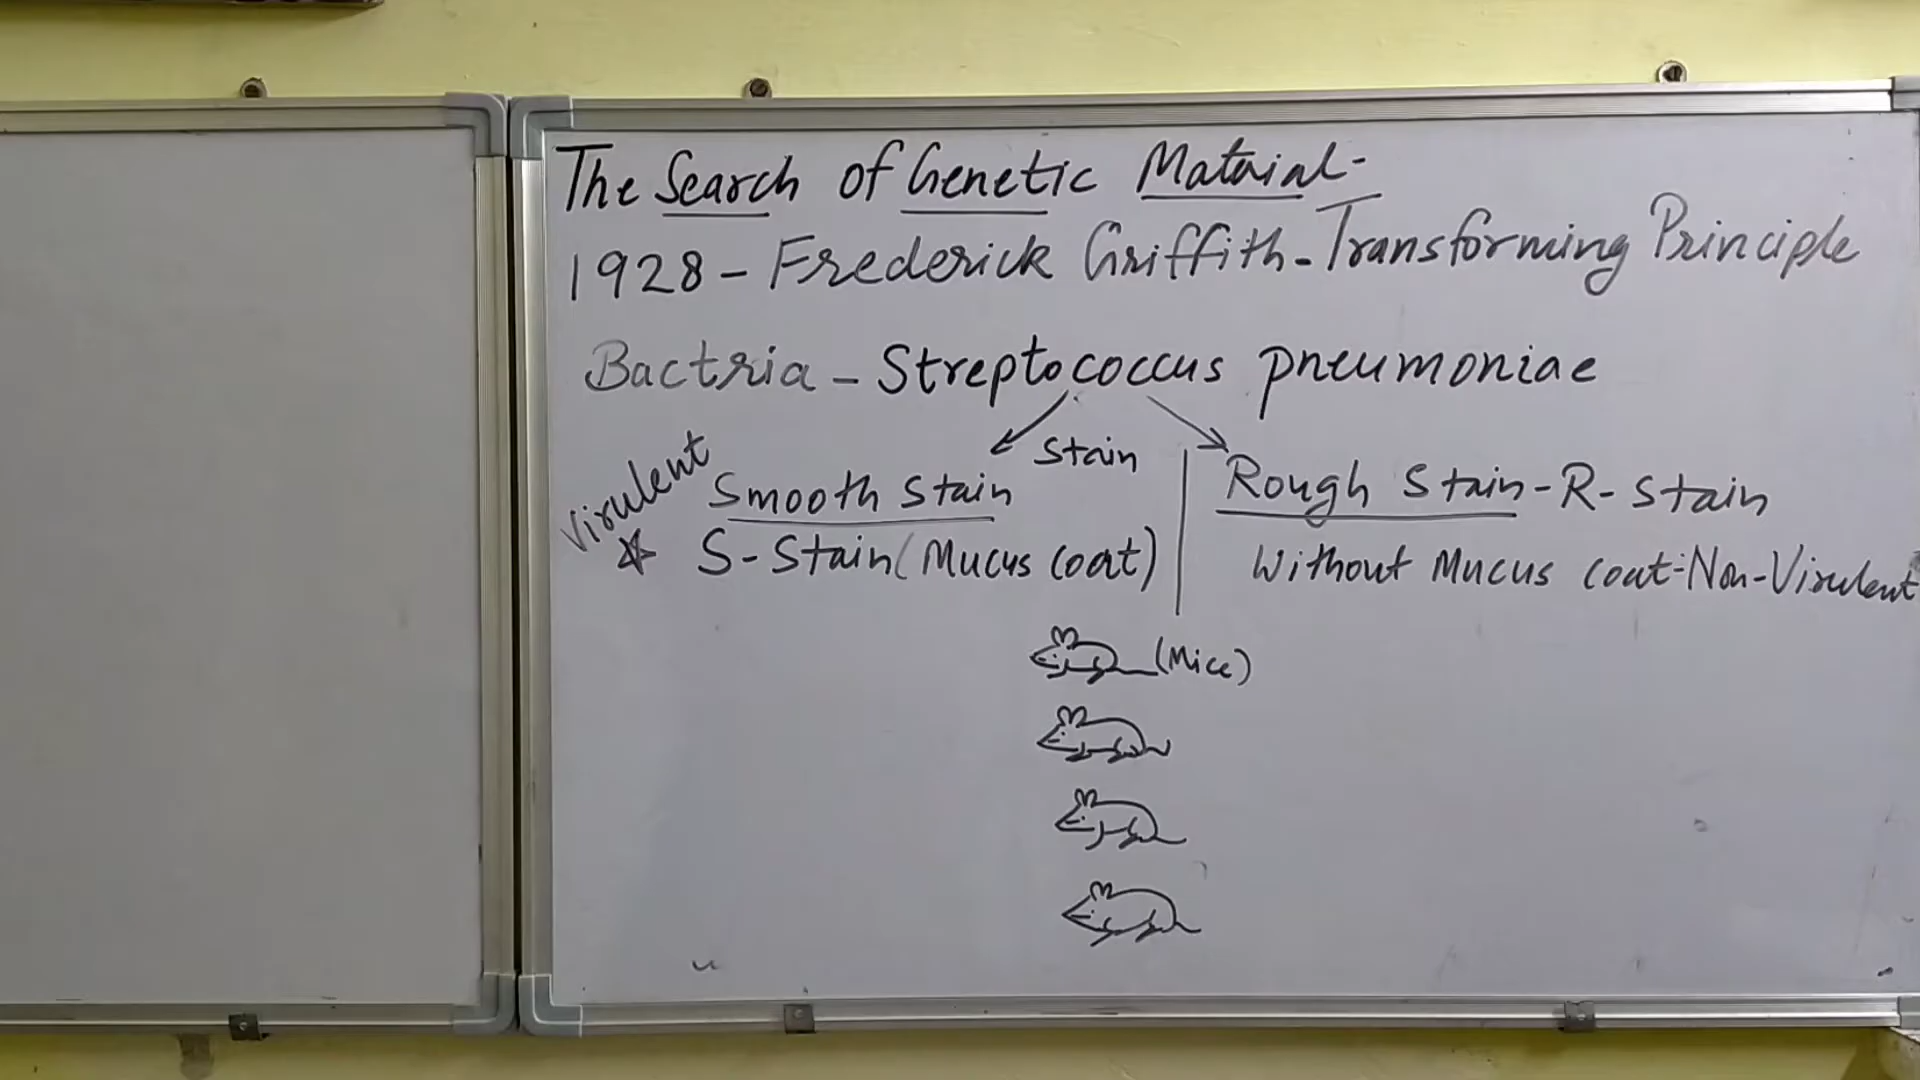 The Search of Genetic Mataial-
1928 - Frederick Griffith - Transforming Principle
Bactria - Streptococcus pneumoniae
Stain
Virulent
Smooth Stain
S-Stain (Mucus coat)
Rough Stain - R- Stain
Without Mucus coat - Non-Virulent
(Mice)